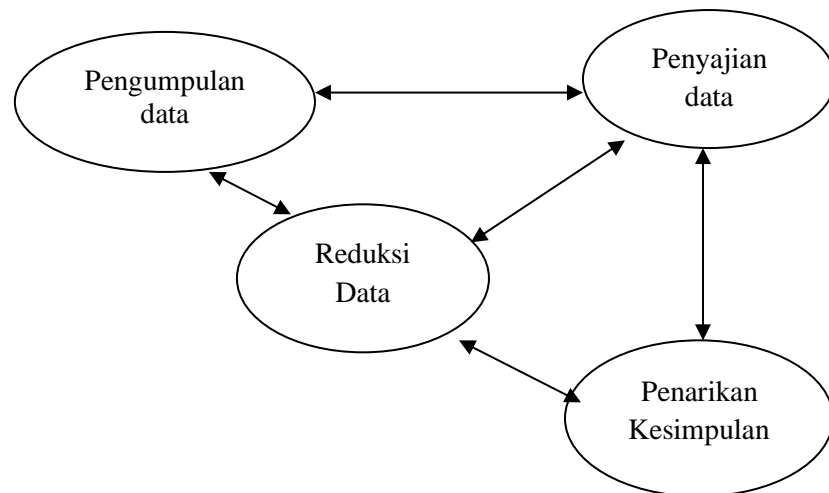 Pengumpulan
data
Penyajian
data
Reduksi
Data
Penarikan
Kesimpulan